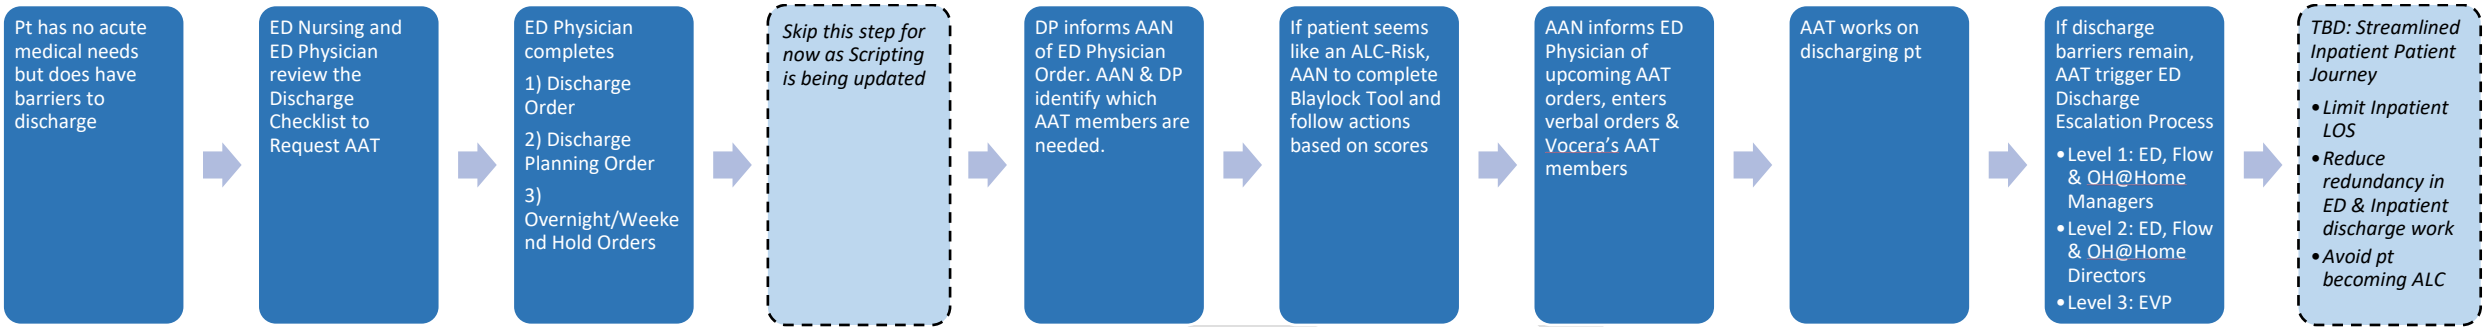 Pt has no acute
medical needs
but does have
barriers to
discharge
ED Nursing and
ED Physician
review the
Discharge
Checklist to
Request AAT
ED Physician
completes
1) Discharge
Order
2) Discharge
Planning Order
3)
Overnight/Weeke
nd Hold Orders
Skip this step for
now as Scripting
is being updated
DP informs AAN
of ED Physician
Order. AAN & DP
identify which
AAT members are
needed.
If patient seems
like an ALC-Risk,
AAN to complete
Blaylock Tool and
follow actions
based on scores
AAN informs ED
Physician of
upcoming AAT
orders, enters
verbal orders &
Vocera’s AAT
members
AAT works on
discharging pt
If discharge
barriers remain,
AAT trigger ED
Discharge
Escalation Process
•Level 1: ED, Flow
& OH@Home
Managers
•Level 2: ED, Flow
& OH@Home
Directors
•Level 3: EVP
TBD: Streamlined
Inpatient Patient
Journey
•Limit Inpatient
LOS
•Reduce
redundancy in
ED & Inpatient
discharge work
•Avoid pt
becoming ALC